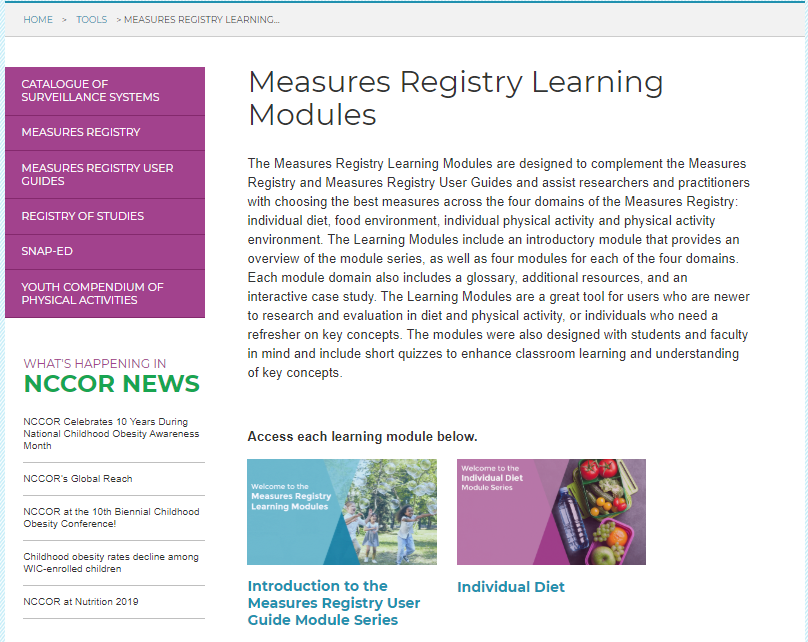 HOME > TOOLS > MEASURES REGISTRY LEARNING...
CATALOGUE OF
SURVEILLANCE SYSTEMS
MEASURES REGISTRY
MEASURES REGISTRY USER
GUIDES
REGISTRY OF STUDIES
SNAP-ED
YOUTH COMPENDIUM OF
PHYSICAL ACTIVITIES
WHAT'S HAPPENING IN
NCCOR NEWS
NCCOR Celebrates 10 Years During
National Childhood Obesity Awareness
Month
NCCOR's Global Reach
NCCOR at the 10th Biennial Childhood
Obesity Conference!
Childhood obesity rates decline among
WIC-enrolled children
NCCOR at Nutrition 2019
Measures Registry Learning
Modules
The Measures Registry Learning Modules are designed to complement the Measures
Registry and Measures Registry User Guides and assist researchers and practitioners
with choosing the best measures across the four domains of the Measures Registry:
individual diet, food environment, individual physical activity and physical activity
environment. The Learning Modules include an introductory module that provides an
overview of the module series, as well as four modules for each of the four domains.
Each module domain also includes a glossary, additional resources, and an
interactive case study. The Learning Modules are a great tool for users who are newer
to research and evaluation in diet and physical activity, or individuals who need a
refresher on key concepts. The modules were also designed with students and faculty
in mind and include short quizzes to enhance classroom learning and understanding
of key concepts.
Access each learning module below.
Welcome to the
Measures Registry
Learning Modules
Introduction to the
Measures Registry User
Guide Module Series
Welcome to the
Individual Diet
Module Series
Individual Diet